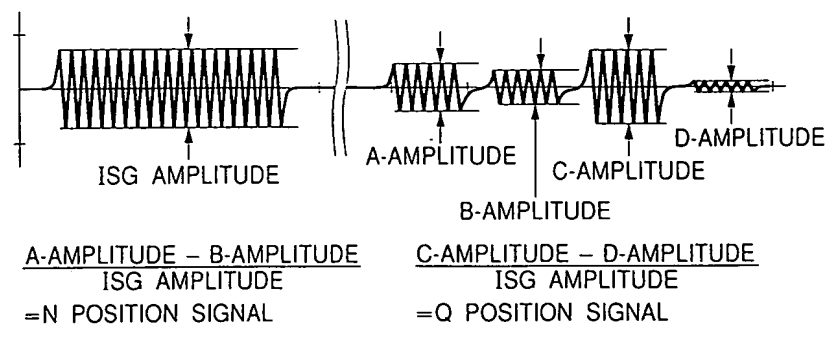 ISG AMPLITUDE
A-AMPLITUDE
B-AMPLITUDE
C-AMPLITUDE
D-AMPLITUDE
A-AMPLITUDE – B-AMPLITUDE
ISG AMPLITUDE
=N POSITION SIGNAL
C-AMPLITUDE – D-AMPLITUDE
ISG AMPLITUDE
=Q POSITION SIGNAL